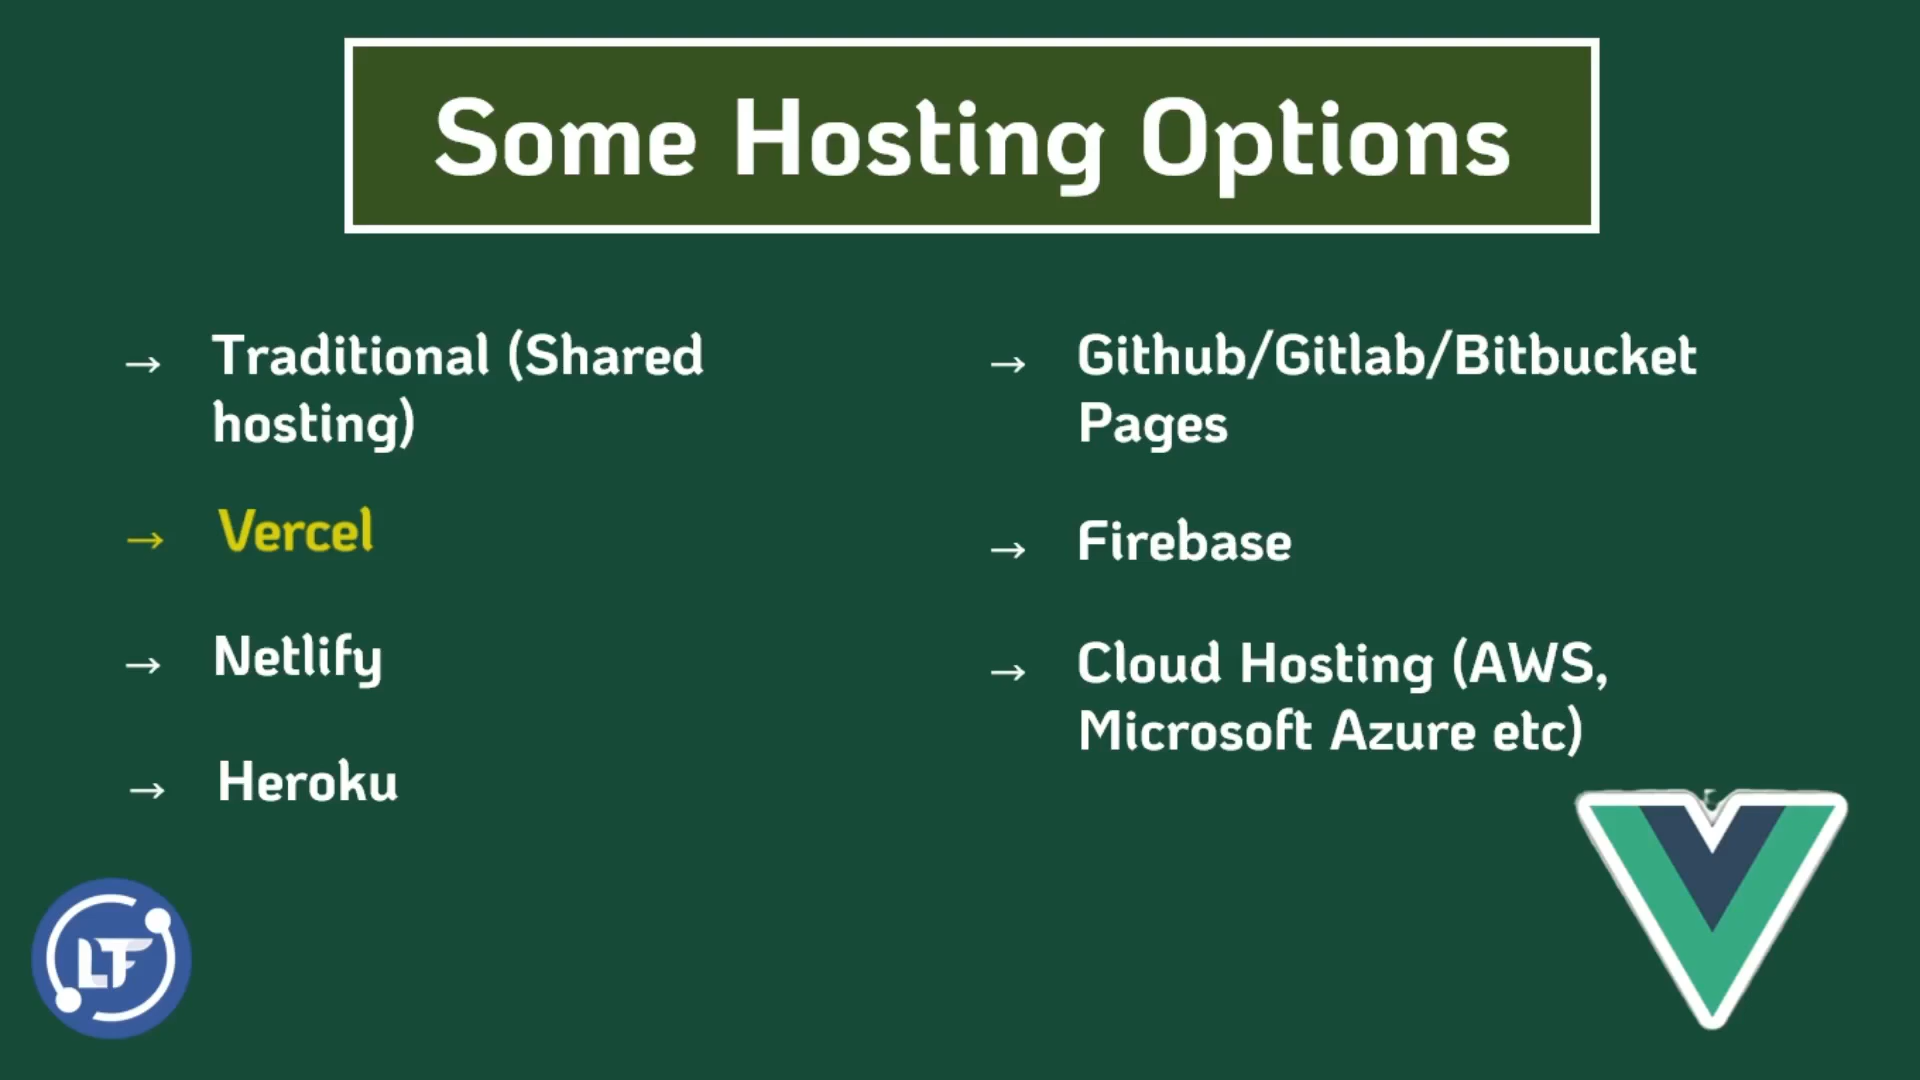 Some Hosting Options
→ Traditional (Shared
hosting)
→ Vercel
→ Netlify
→ Heroku
→ Github/Gitlab/Bitbucket
Pages
→ Firebase
→ Cloud Hosting (AWS,
Microsoft Azure etc)
LTF